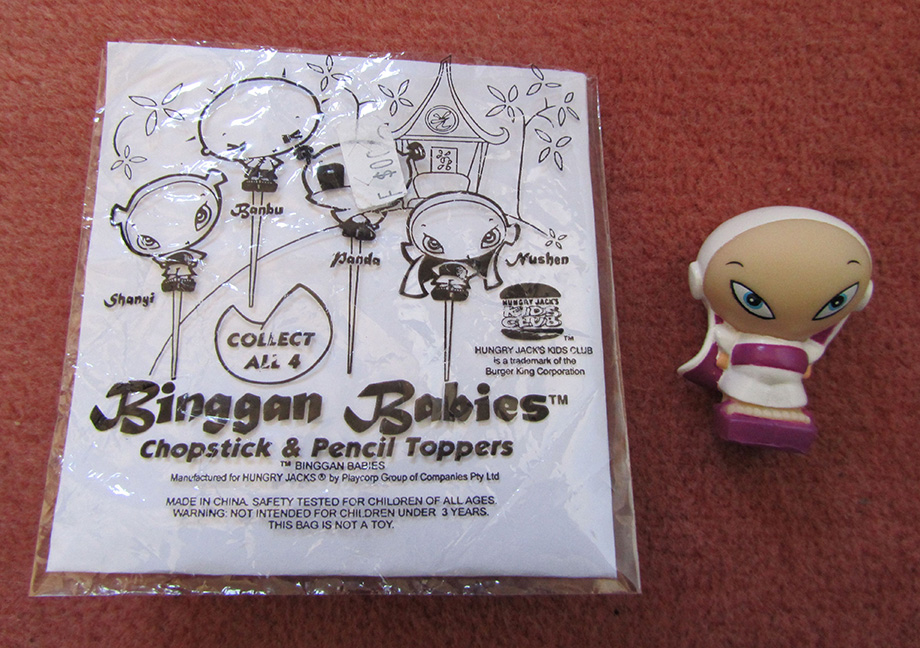 Banbu
Panda
Nushen
Shanyi
COLLECT
ALL 4
HUNGRY JACK'S
KIDS
CLUB
TM
HUNGRY JACK'S KIDS CLUB
is a trademark of the
Burger King Corporation
Binggan Babies™
Chopstick & Pencil Toppers
™ BINGGAN BABIES
Manufactured for HUNGRY JACKS ® by Playcorp Group of Companies Pty Ltd
MADE IN CHINA. SAFETY TESTED FOR CHILDREN OF ALL AGES.
WARNING: NOT INTENDED FOR CHILDREN UNDER 3 YEARS.
THIS BAG IS NOT A TOY.